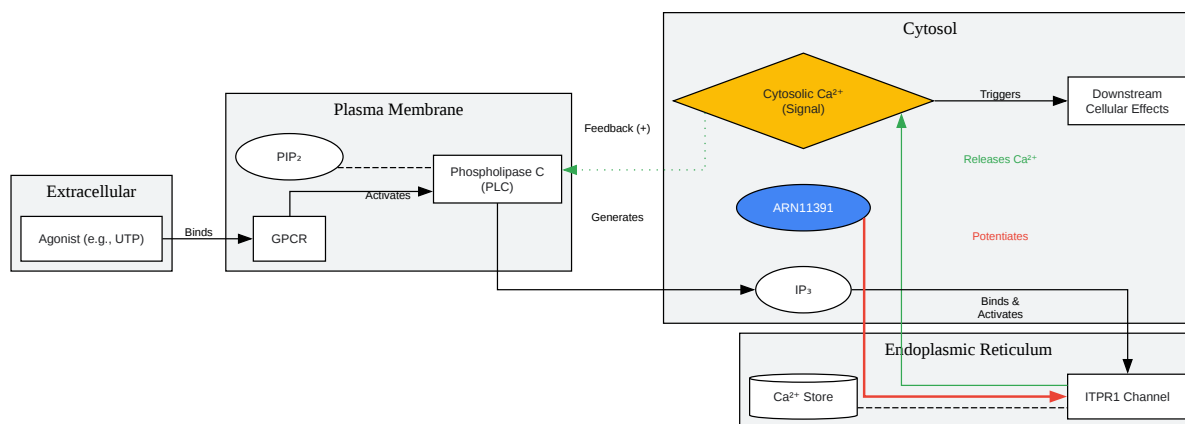 Cytosol
Cytosolic Ca²⁺
(Signal)
Triggers
Downstream
Cellular Effects
Plasma Membrane
Feedback (+)
PIP₂
Phospholipase C
(PLC)
Releases Ca²⁺
Extracellular
Activates
ARN11391
Agonist (e.g., UTP)
Binds
GPCR
Generates
Potentiates
IP₃
Binds &
Activates
Endoplasmic Reticulum
Ca²⁺ Store
ITPR1 Channel